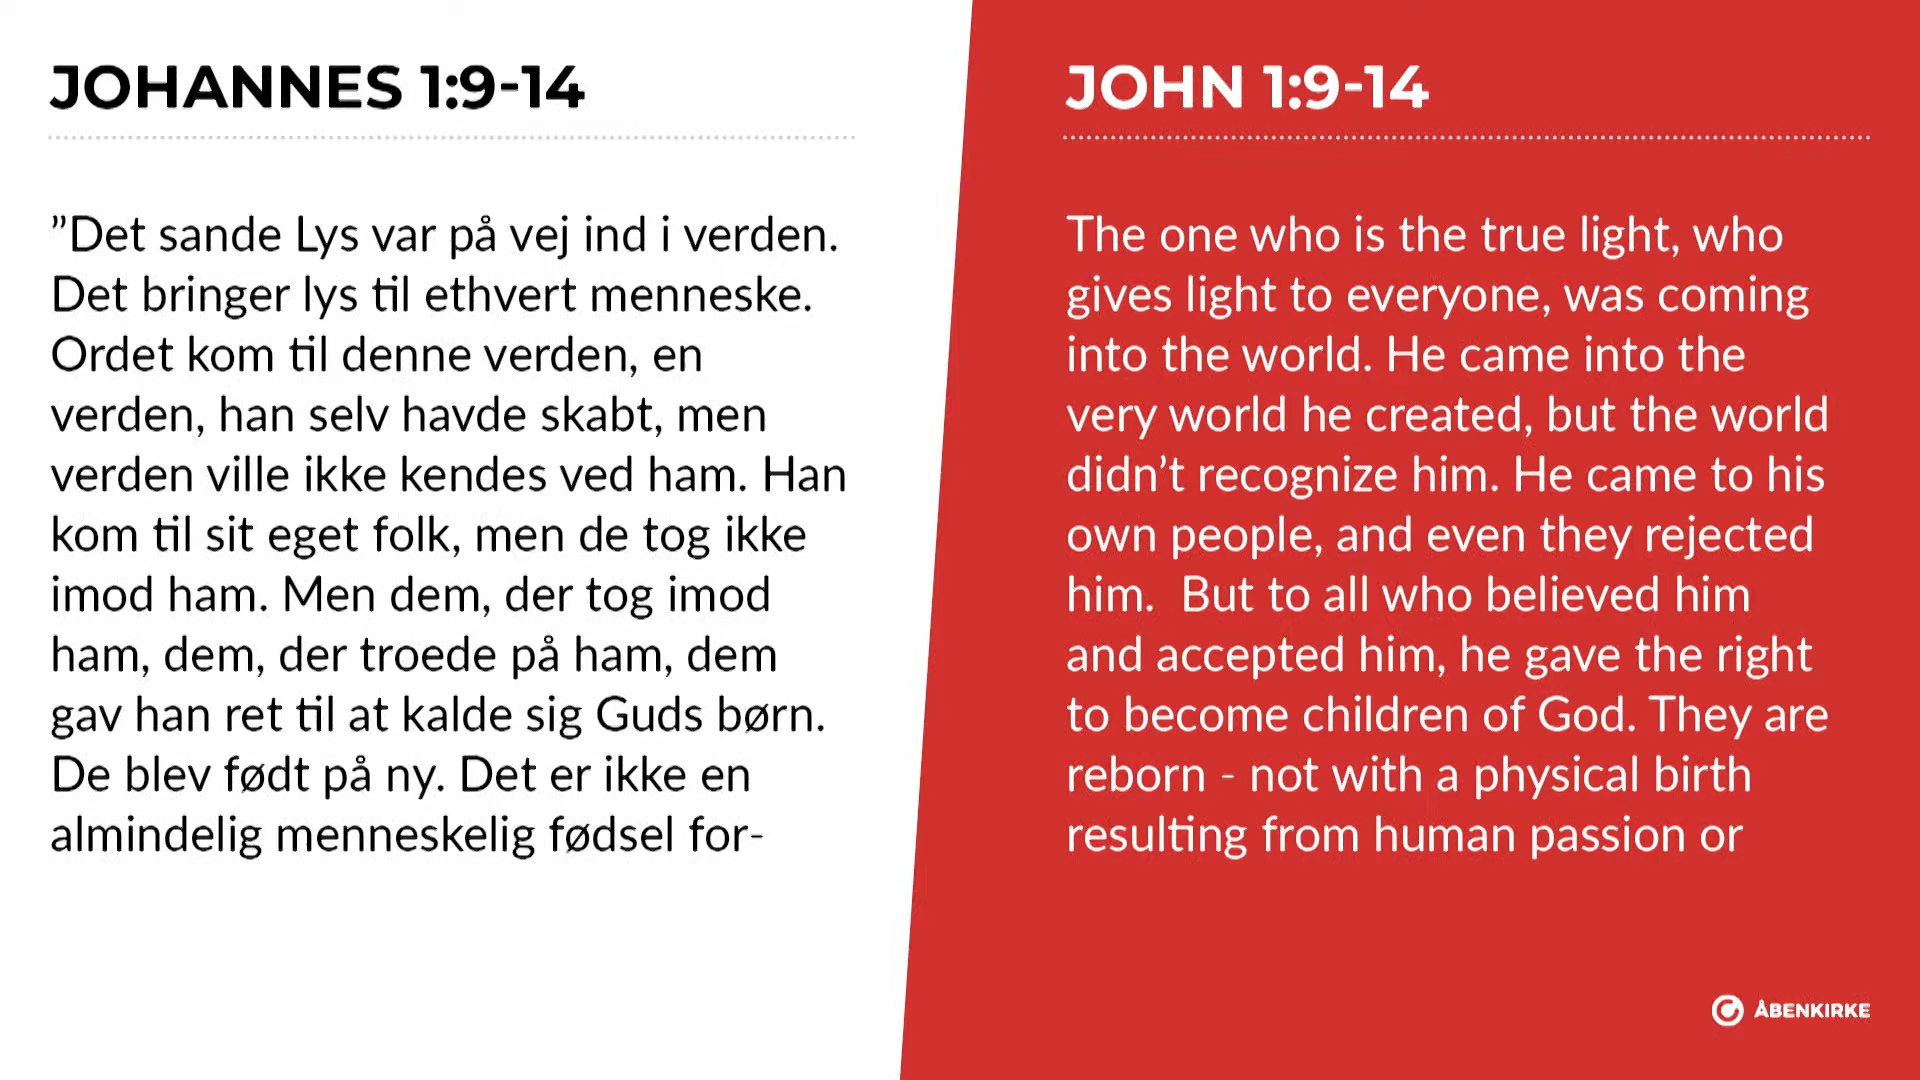 JOHANNES 1:9-14
”Det sande Lys var på vej ind i verden.
Det bringer lys til ethvert menneske.
Ordet kom til denne verden, en
verden, han selv havde skabt, men
verden ville ikke kendes ved ham. Han
kom til sit eget folk, men de tog ikke
imod ham. Men dem, der tog imod
ham, dem, der troede på ham, dem
gav han ret til at kalde sig Guds børn.
De blev født på ny. Det er ikke en
almindelig menneskelig fødsel for-
JOHN 1:9-14
The one who is the true light, who
gives light to everyone, was coming
into the world. He came into the
very world he created, but the world
didn’t recognize him. He came to his
own people, and even they rejected
him.  But to all who believed him
and accepted him, he gave the right
to become children of God. They are
reborn - not with a physical birth
resulting from human passion or
ÅBENKIRKE